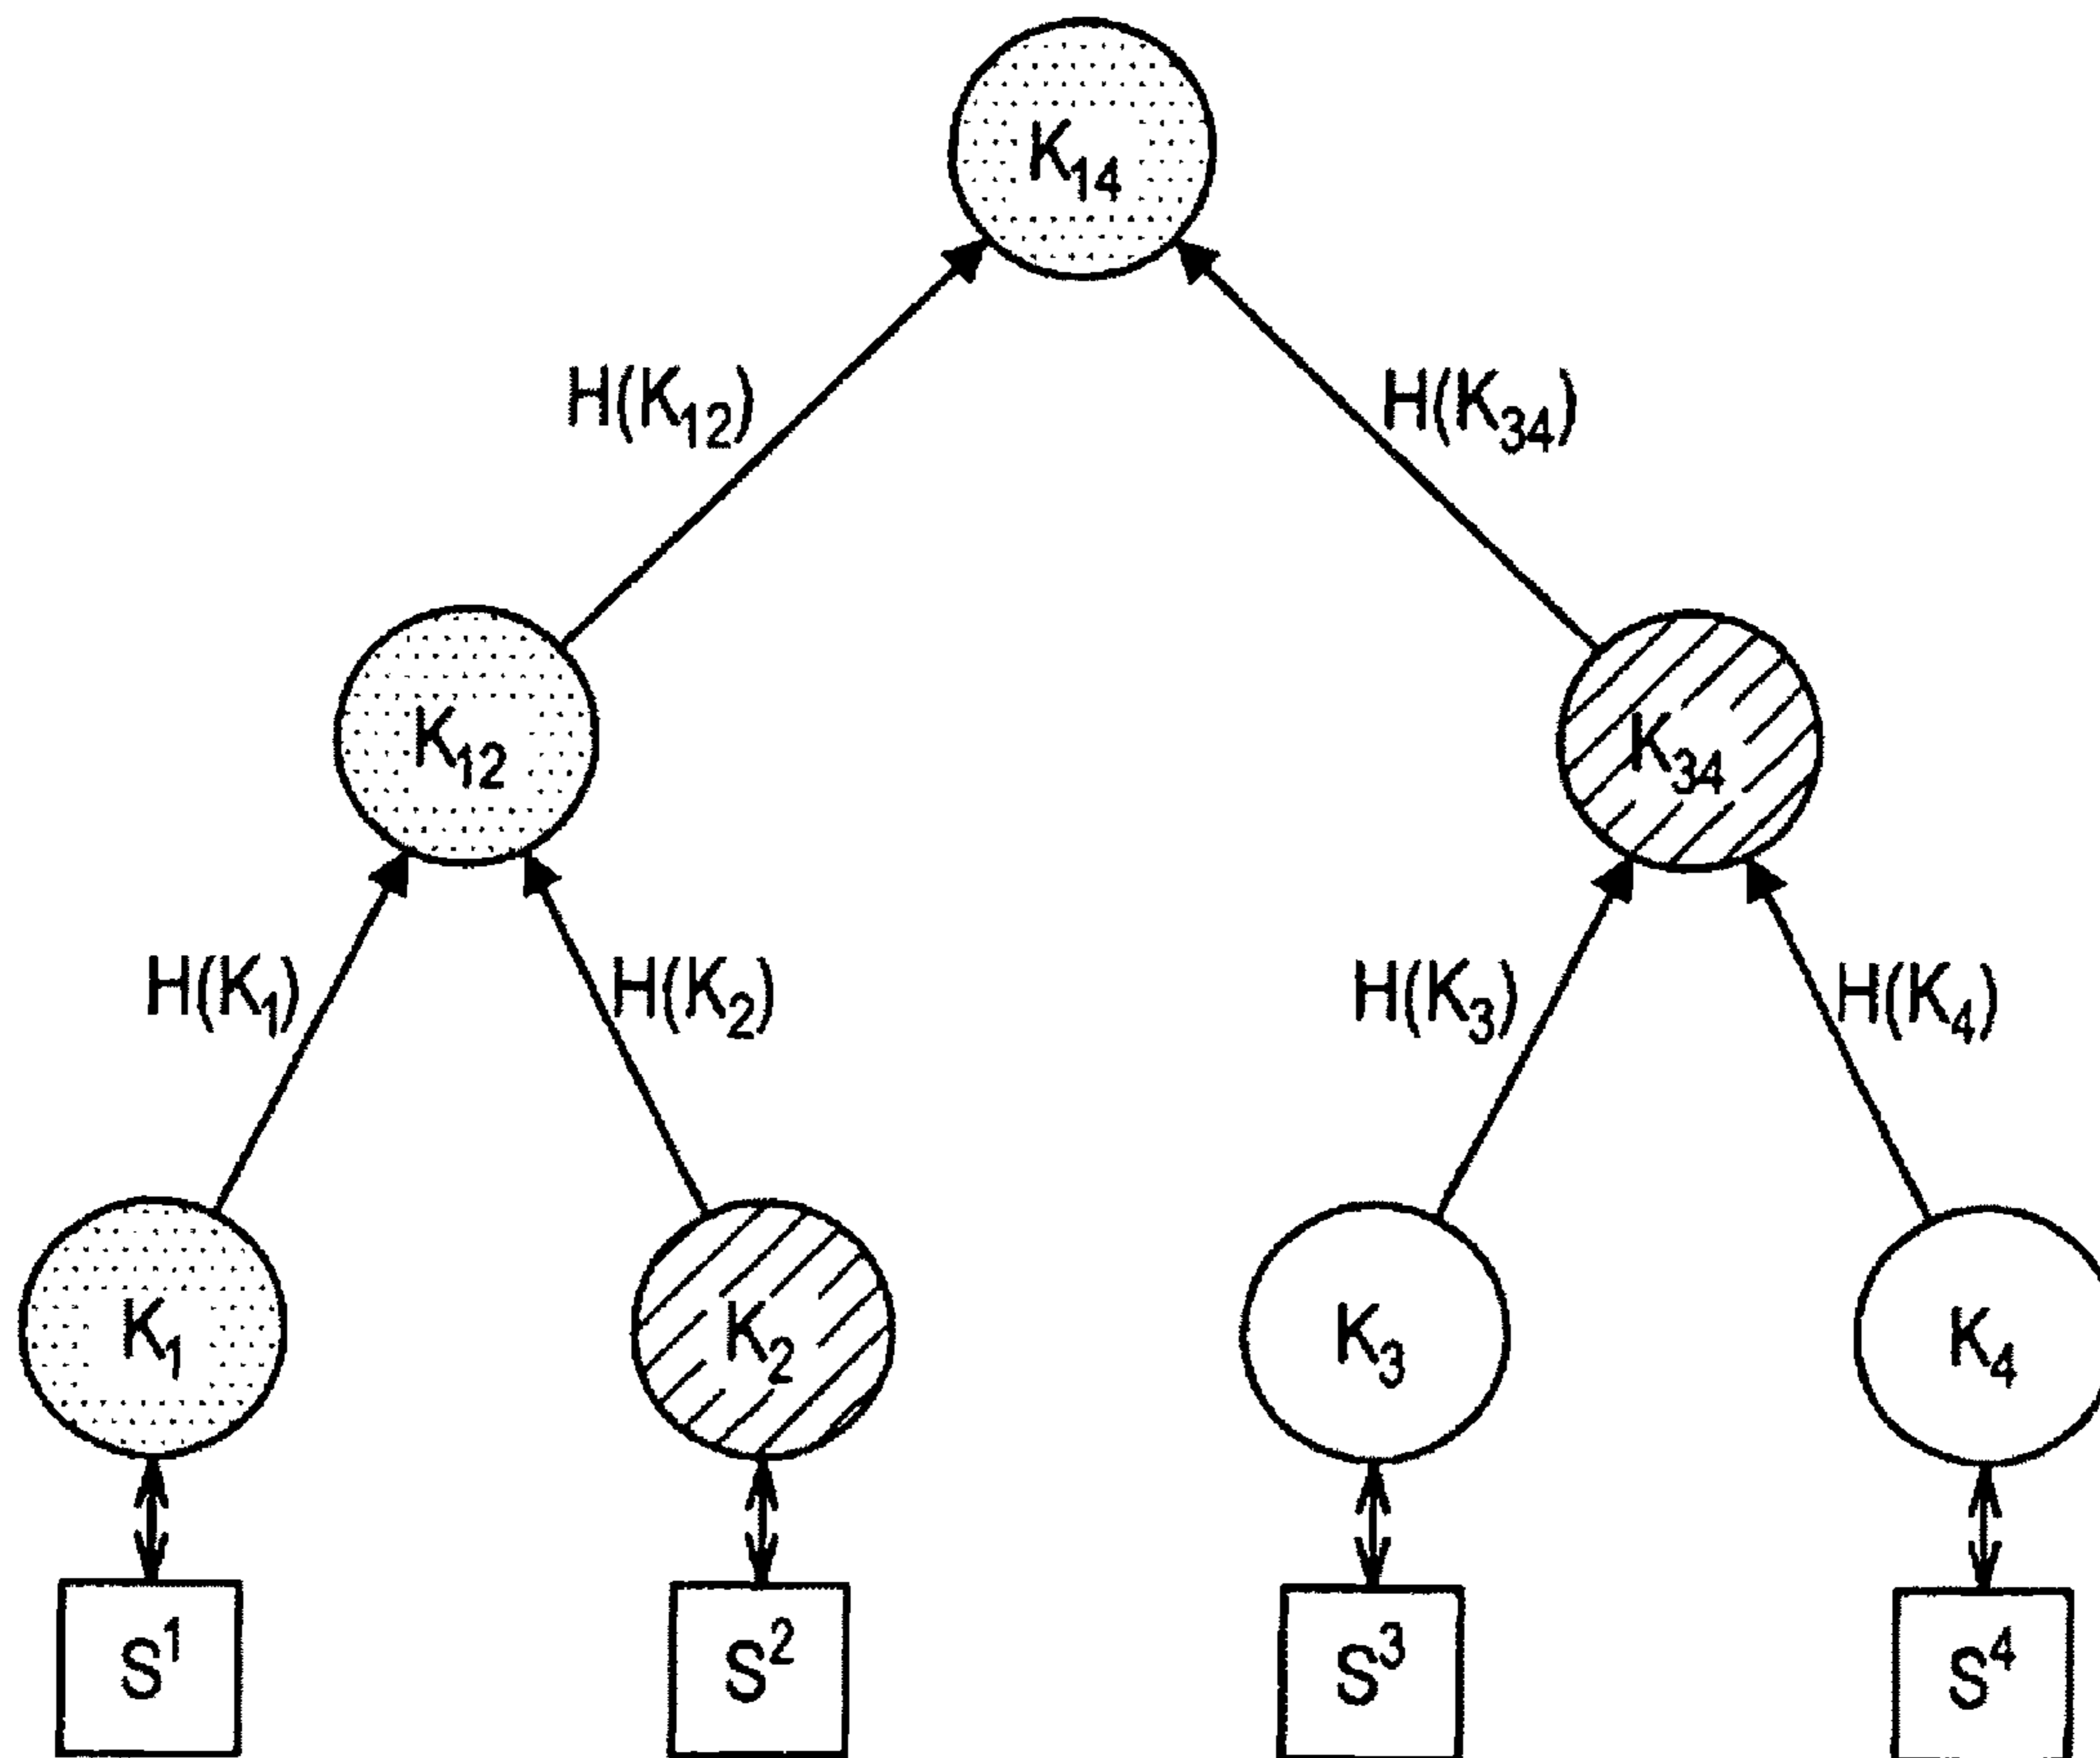 K₁₄
H(K₁₂) H(K₃₄)
K₁₂ K₃₄
H(K₁) H(K₂) H(K₃) H(K₄)
K₁ K₂ K₃ K₄
S¹ S² S³ S⁴